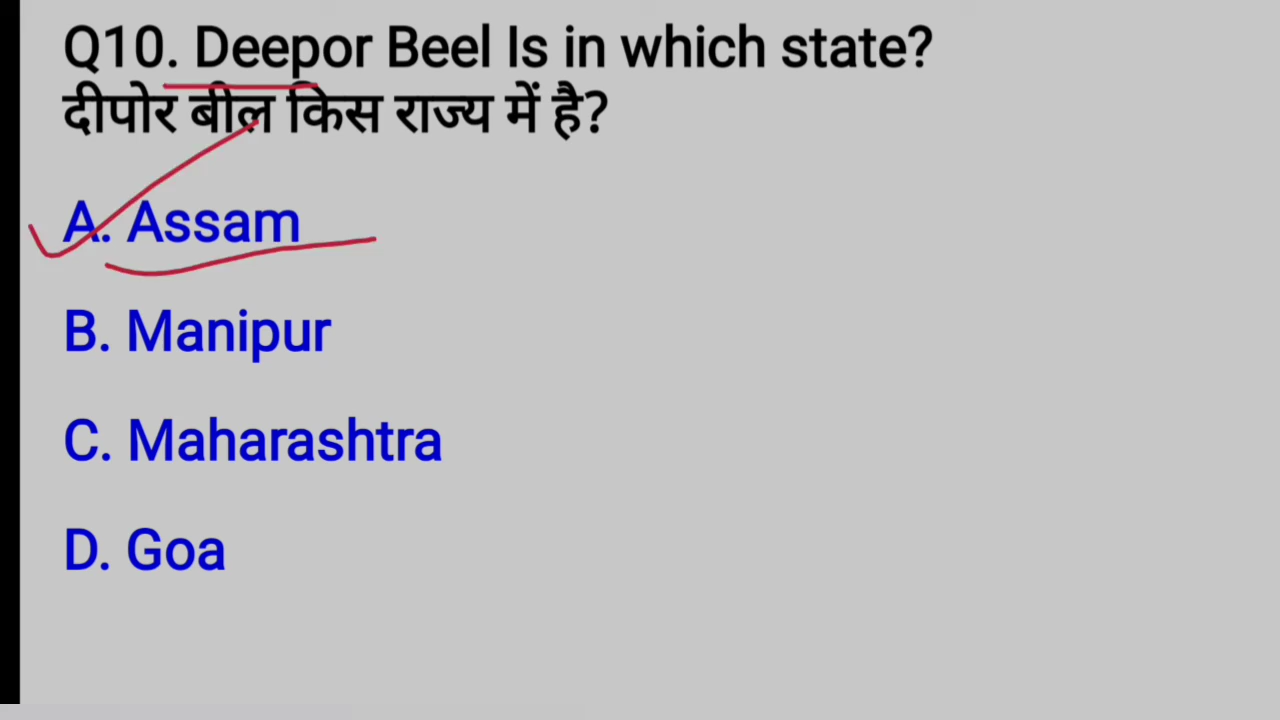 Q10. Deepor Beel Is in which state?
दीपोर बील किस राज्य में है?
A. Assam
B. Manipur
C. Maharashtra
D. Goa